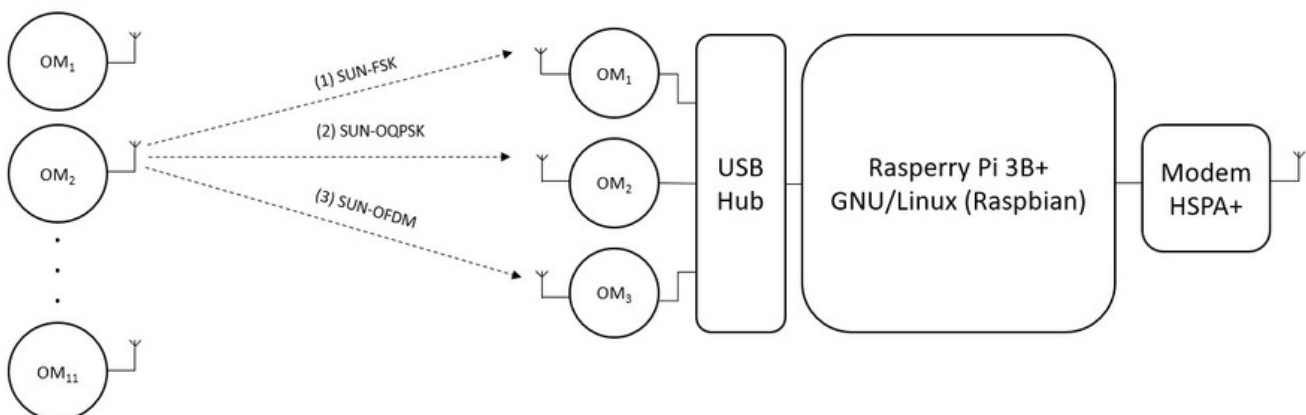 OM1
OM2
OM11
(1) SUN-FSK
(2) SUN-OQPSK
(3) SUN-OFDM
OM1
OM2
OM3
USB
Hub
Rasperry Pi 3B+
GNU/Linux (Raspbian)
Modem
HSPA+